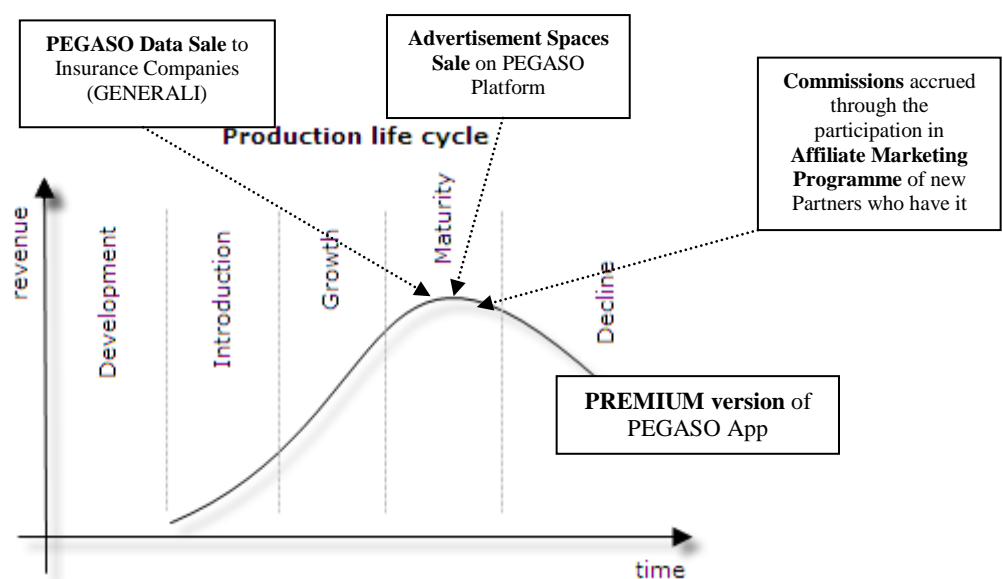 PEGASO Data Sale to
Insurance Companies
(GENERALI)
Advertisement Spaces
Sale on PEGASO
Platform
Commissions accrued
through the
participation in
Affiliate Marketing
Programme of new
Partners who have it
Production life cycle
revenue
Development
Introduction
Growth
Maturity
Decline
PREMIUM version of
PEGASO App
time